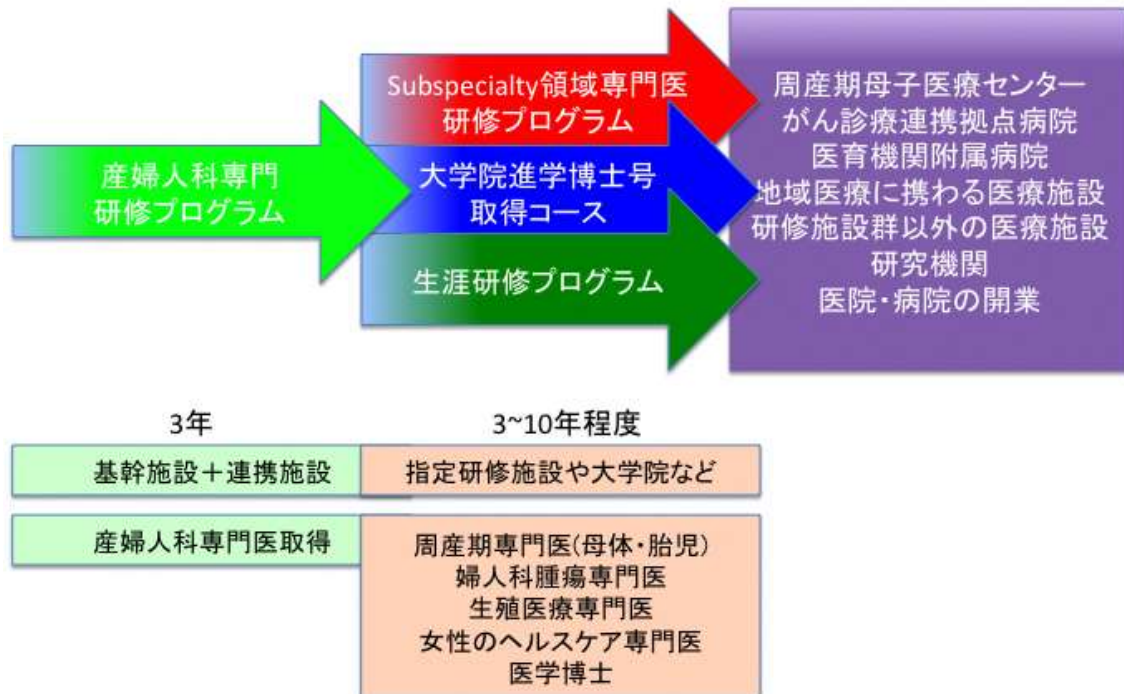 産婦人科専門
研修プログラム
Subspecialty領域専門医
研修プログラム
大学院進学博士号
取得コース
生涯研修プログラム
周産期母子医療センター
がん診療連携拠点病院
医育機関附属病院
地域医療に携わる医療施設
研修施設群以外の医療施設
研究機関
医院・病院の開業
3年
3~10年程度
基幹施設＋連携施設
指定研修施設や大学院など
産婦人科専門医取得
周産期専門医(母体・胎児)
婦人科腫瘍専門医
生殖医療専門医
女性のヘルスケア専門医
医学博士